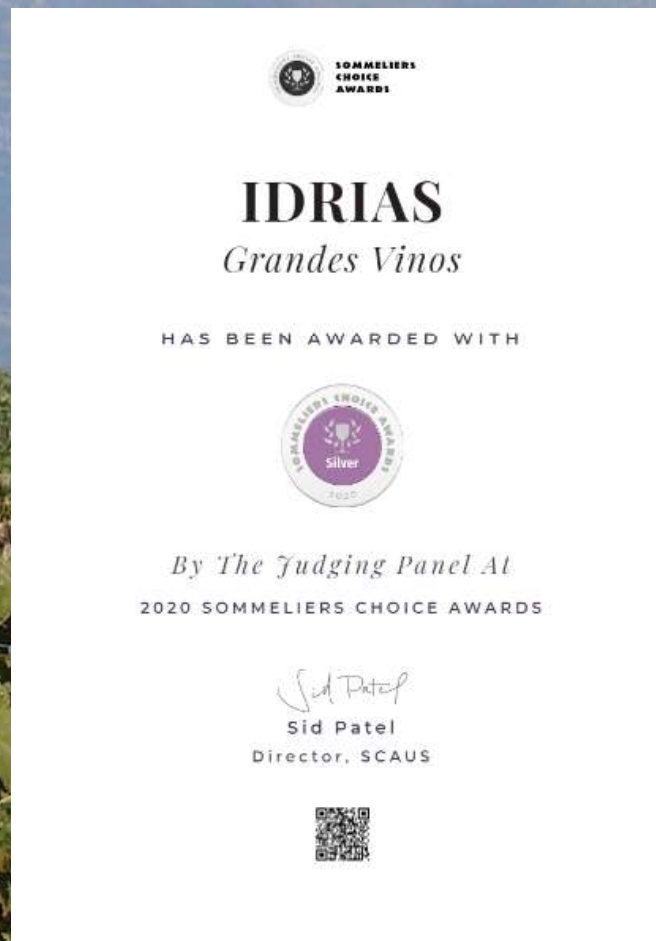 SOMMELIERS
CHOICE
AWARDS
IDRIAS
Grandes Vinos
HAS BEEN AWARDED WITH
SOMMELIERS CHOICE AWARDS
Silver
2020
By The Judging Panel At
2020 SOMMELIERS CHOICE AWARDS
Sid Patel
Sid Patel
Director, SCAUS